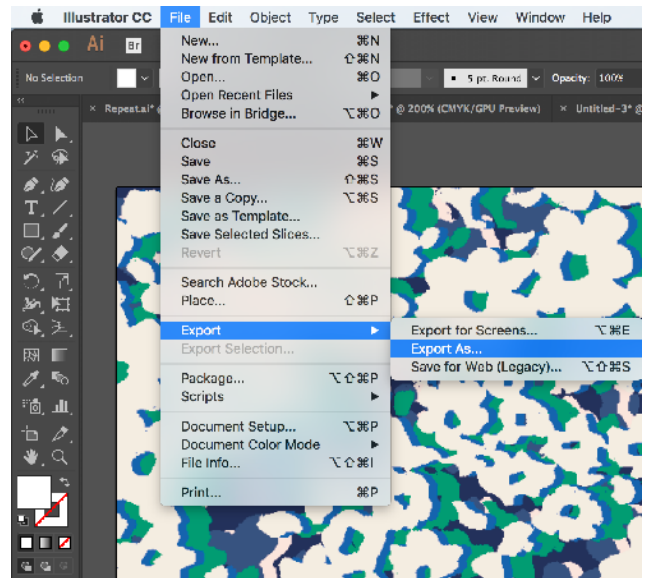 Illustrator CC File Edit Object Type Select Effect View Window Help
Ai Br
No Selection 5 pt. Round Opacity: 100%
× Repeat.ai* @ 200% (CMYK/GPU Preview) × Untitled-3* @
New... ⌘N
New from Template... ⇧⌘N
Open... ⌘O
Open Recent Files ▶
Browse in Bridge... ⌥⌘O
Close ⌘W
Save ⌘S
Save As... ⇧⌘S
Save a Copy... ⌥⌘S
Save as Template...
Save Selected Slices...
Revert ⌥⌘Z
Search Adobe Stock...
Place... ⇧⌘P
Export ▶
Export Selection...
Export for Screens... ⌥⌘E
Export As...
Save for Web (Legacy)... ⌥⇧⌘S
Package... ⌥⇧⌘P
Scripts ▶
Document Setup... ⌥⌘P
Document Color Mode ▶
File Info... ⌥⇧⌘I
Print... ⌘P